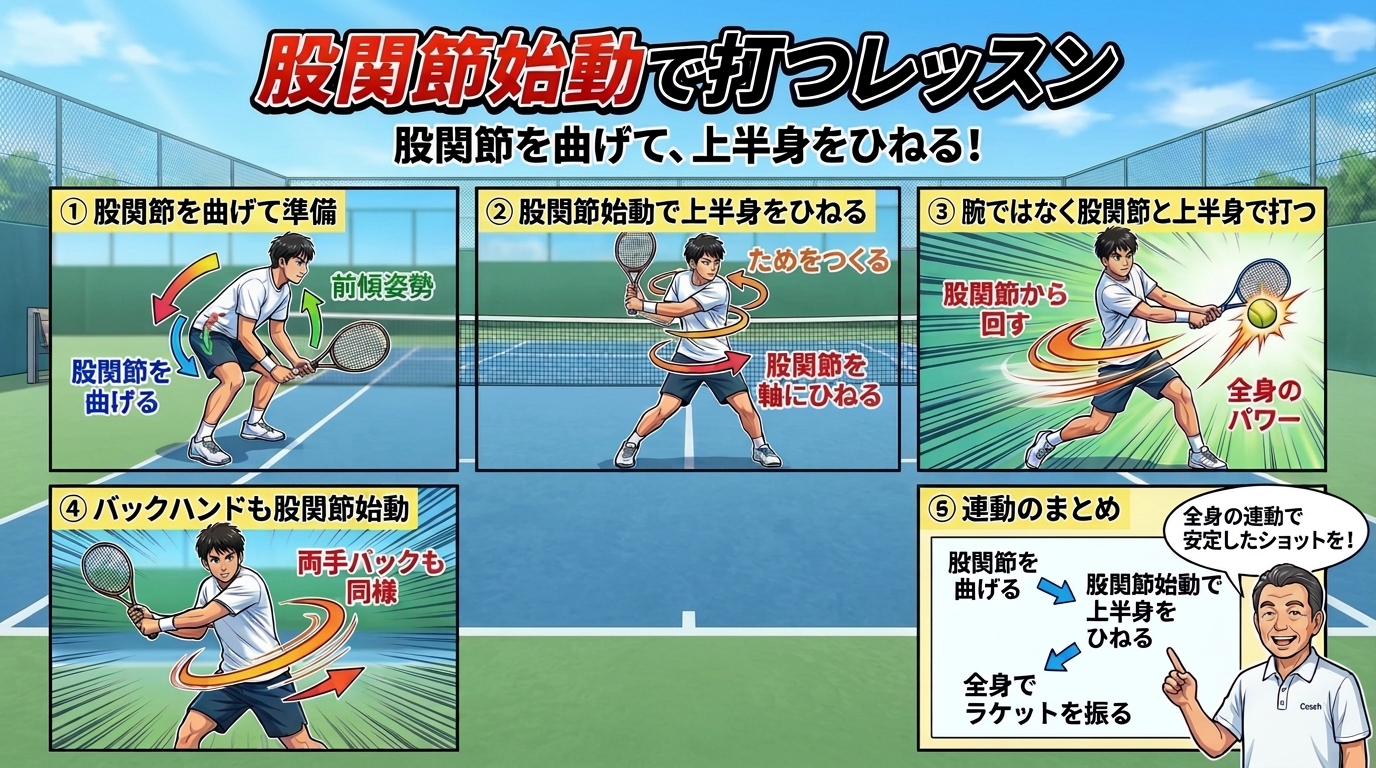 股関節始動で打つレッスン
股関節を曲げて、上半身をひねる!
① 股関節を曲げて準備
前傾姿勢
股関節を
曲げる
② 股関節始動で上半身をひねる
ためをつくる
股関節を
軸にひねる
③ 腕ではなく股関節と上半身で打つ
股関節から
回す
全身の
パワー
④ バックハンドも股関節始動
両手バックも
同様
⑤ 連動のまとめ
全身の連動で
安定したショットを!
股関節を
曲げる
股関節始動で
上半身を
ひねる
全身で
ラケットを振る
Cesch